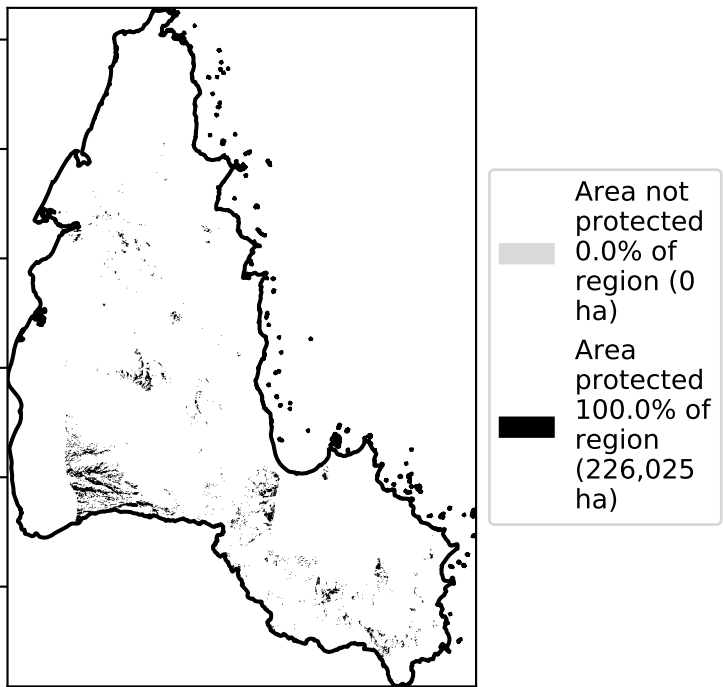 Area not
protected
0.0% of
region (0
ha)
Area
protected
100.0% of
region
(226,025
ha)